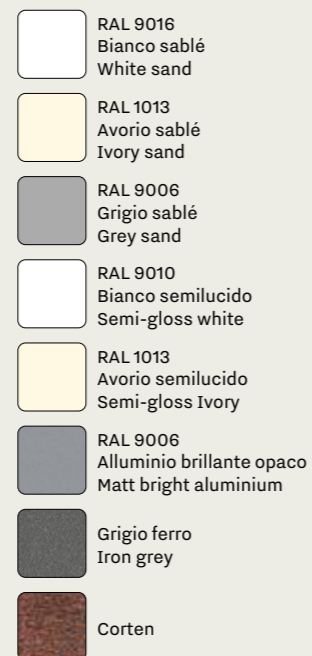 RAL 9016
Bianco sablé
White sand
RAL 1013
Avorio sablé
Ivory sand
RAL 9006
Grigio sablé
Grey sand
RAL 9010
Bianco semilucido
Semi-gloss white
RAL 1013
Avorio semilucido
Semi-gloss Ivory
RAL 9006
Alluminio brillante opaco
Matt bright aluminium
Grigio ferro
Iron grey
Corten